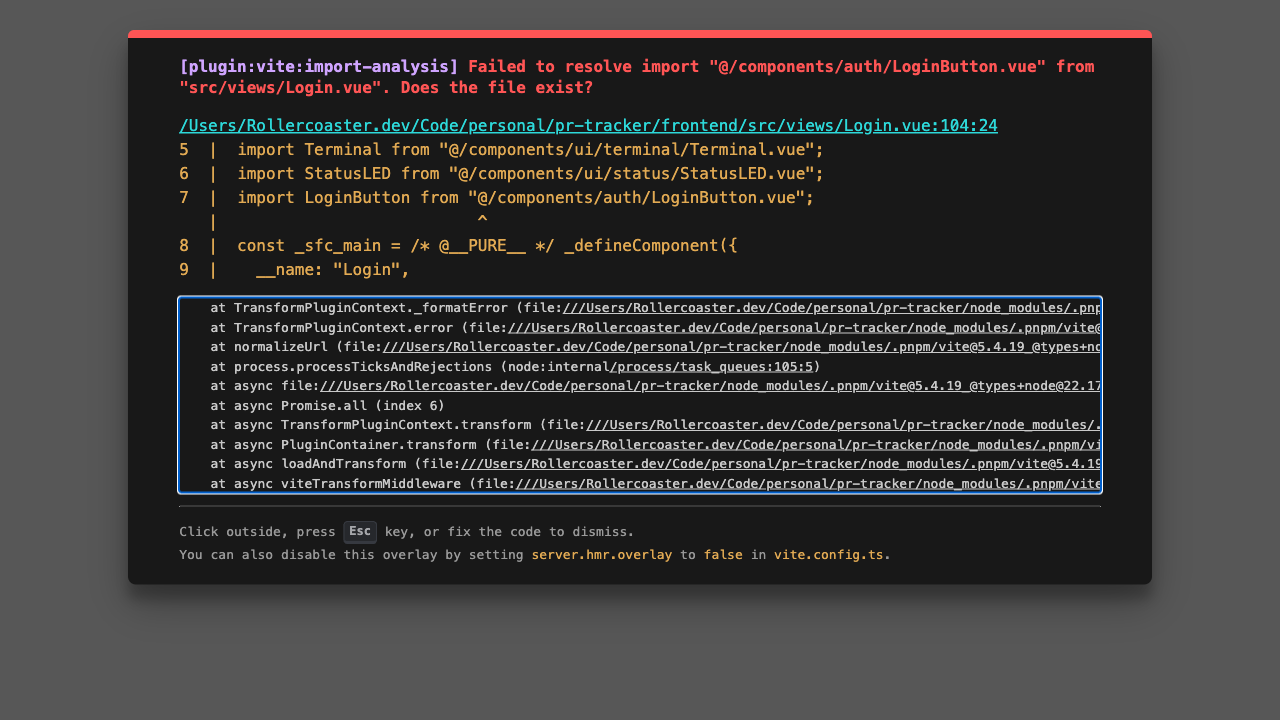 [plugin:vite:import-analysis] Failed to resolve import "@/components/auth/LoginButton.vue" from
"src/views/Login.vue". Does the file exist?
/Users/Rollercoaster.dev/Code/personal/pr-tracker/frontend/src/views/Login.vue:104:24
5  |  import Terminal from "@/components/ui/terminal/Terminal.vue";
6  |  import StatusLED from "@/components/ui/status/StatusLED.vue";
7  |  import LoginButton from "@/components/auth/LoginButton.vue";
   |                           ^
8  |  const _sfc_main = /* @__PURE__ */ _defineComponent({
9  |    __name: "Login",
at TransformPluginContext._formatError (file:///Users/Rollercoaster.dev/Code/personal/pr-tracker/node_modules/.pnp
at TransformPluginContext.error (file:///Users/Rollercoaster.dev/Code/personal/pr-tracker/node_modules/.pnpm/vite@
at normalizeUrl (file:///Users/Rollercoaster.dev/Code/personal/pr-tracker/node_modules/.pnpm/vite@5.4.19_@types+no
at process.processTicksAndRejections (node:internal/process/task_queues:105:5)
at async file:///Users/Rollercoaster.dev/Code/personal/pr-tracker/node_modules/.pnpm/vite@5.4.19_@types+node@22.17
at async Promise.all (index 6)
at async TransformPluginContext.transform (file:///Users/Rollercoaster.dev/Code/personal/pr-tracker/node_modules/.
at async PluginContainer.transform (file:///Users/Rollercoaster.dev/Code/personal/pr-tracker/node_modules/.pnpm/vi
at async loadAndTransform (file:///Users/Rollercoaster.dev/Code/personal/pr-tracker/node_modules/.pnpm/vite@5.4.19
at async viteTransformMiddleware (file:///Users/Rollercoaster.dev/Code/personal/pr-tracker/node_modules/.pnpm/vite
Click outside, press Esc key, or fix the code to dismiss.
You can also disable this overlay by setting server.hmr.overlay to false in vite.config.ts.